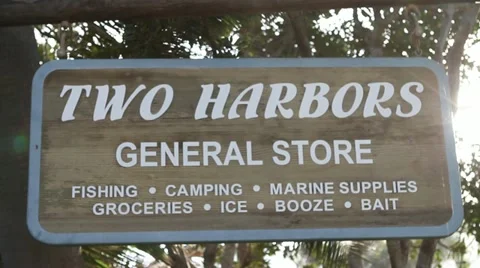 TWO HARBORS
GENERAL STORE
FISHING • CAMPING • MARINE SUPPLIES
GROCERIES • ICE • BOOZE • BAIT